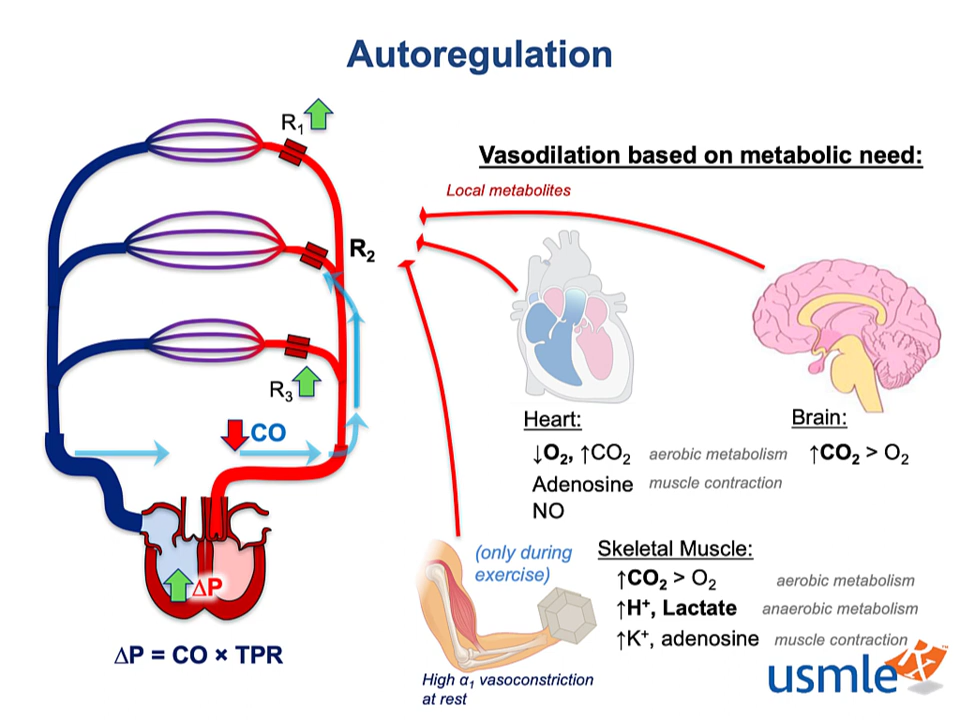 Autoregulation
R₁
R₂
R₃
CO
ΔP
ΔP = CO × TPR
Vasodilation based on metabolic need:
Local metabolites
Heart:
↓O₂, ↑CO₂ aerobic metabolism
Adenosine muscle contraction
NO
Brain:
↑CO₂ > O₂
(only during
exercise)
Skeletal Muscle:
↑CO₂ > O₂ aerobic metabolism
↑H⁺, Lactate anaerobic metabolism
↑K⁺, adenosine muscle contraction
High α₁ vasoconstriction
at rest
usmle Rx